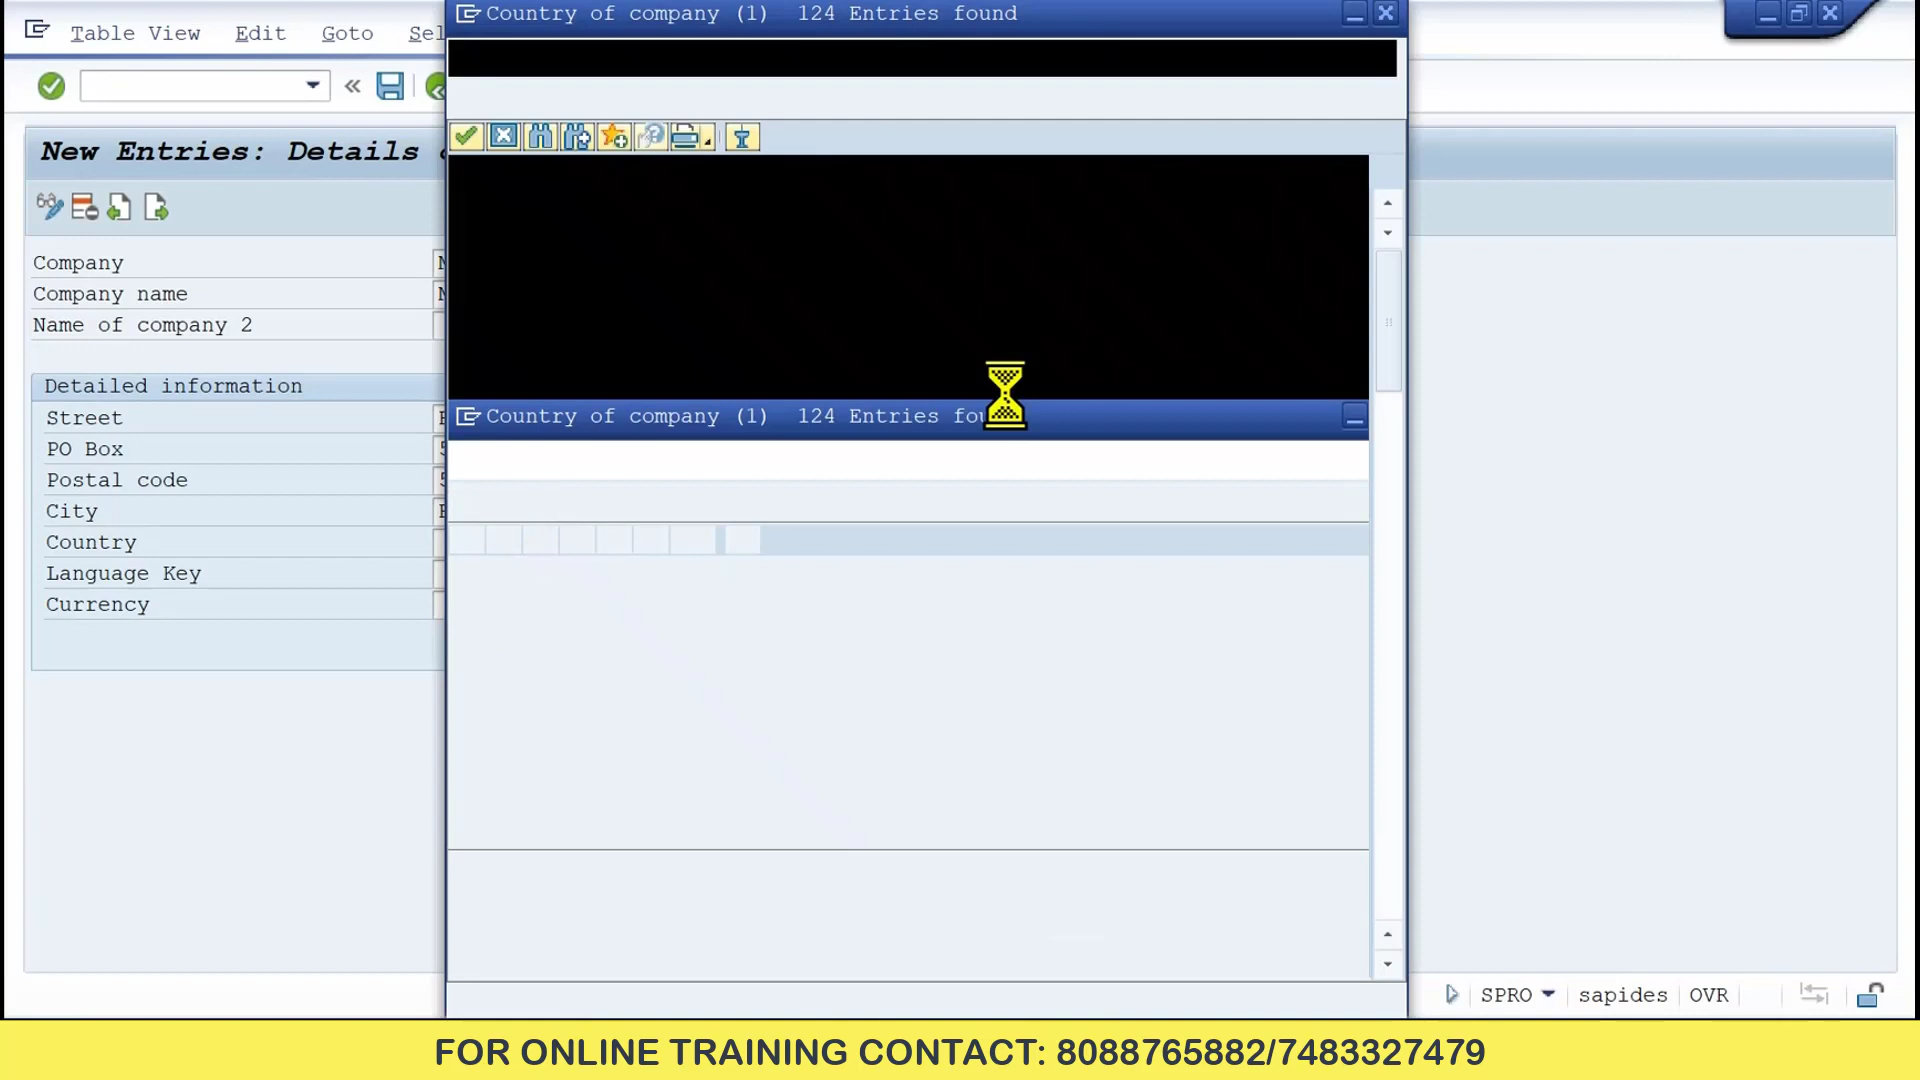 Country of company (1) 124 Entries found
Table View Edit Goto Sel
New Entries: Details
Company
Company name
Name of company 2
Detailed information
Street
PO Box
Postal code
City
Country
Language Key
Currency
Country of company (1) 124 Entries fou
SPRO sapides OVR
FOR ONLINE TRAINING CONTACT: 8088765882/7483327479